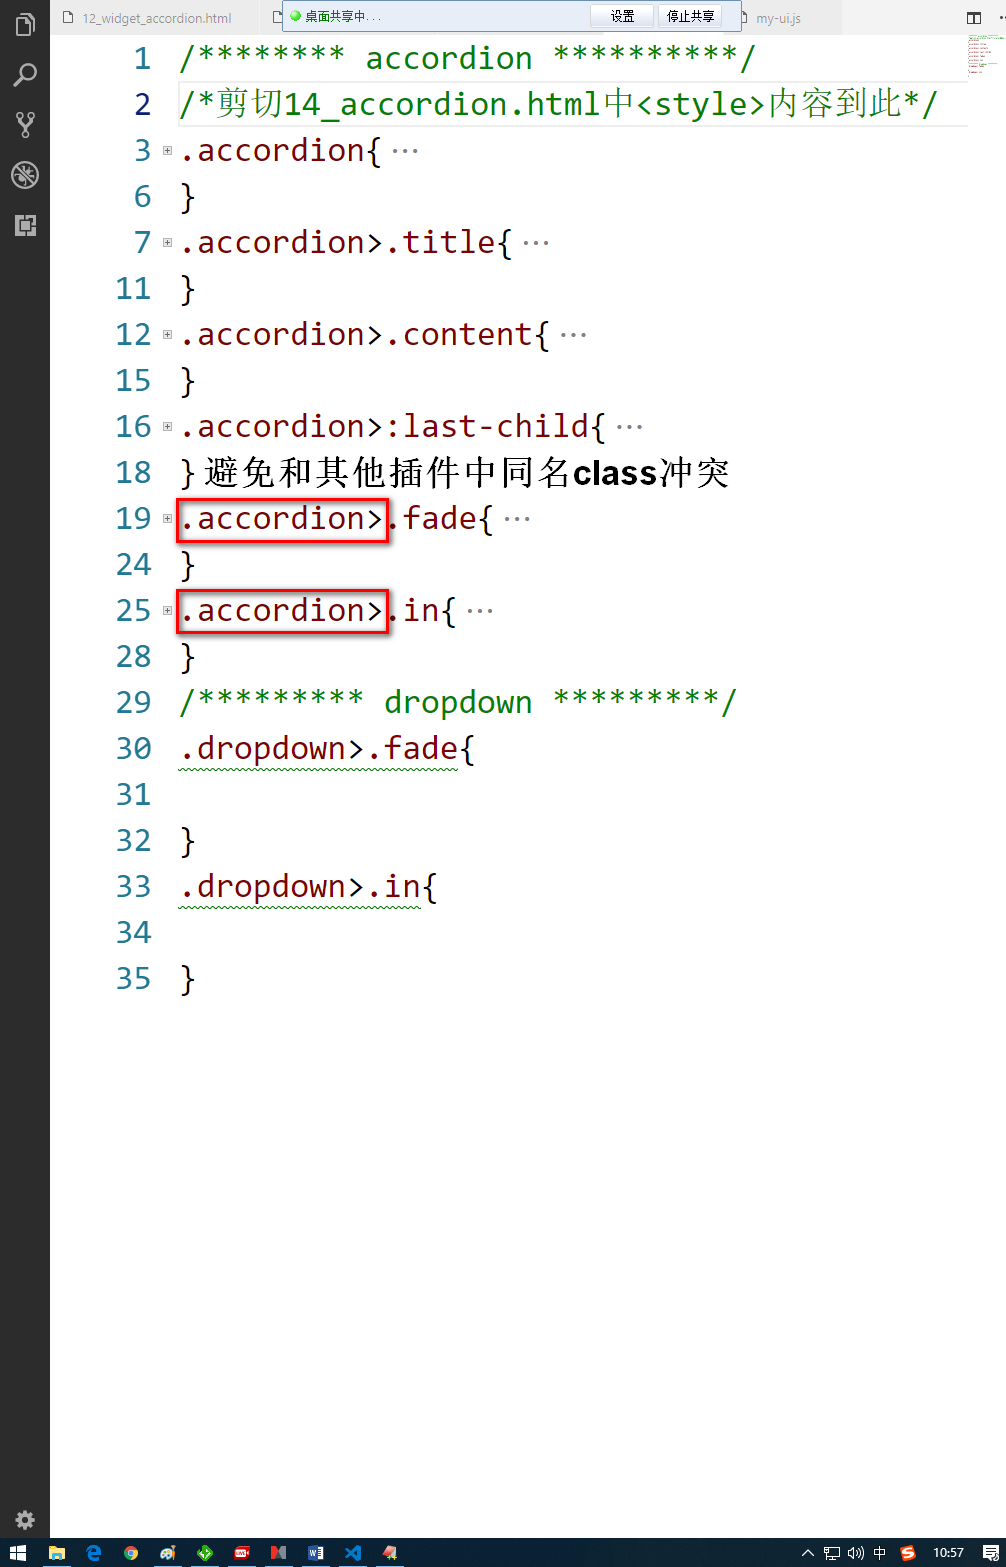 12_widget_accordion.html
桌面共享中...
设置
停止共享
my-ui.js
1 /******** accordion **********/
2 /*剪切14_accordion.html中<style>内容到此*/
3 .accordion{ ···
6 }
7 .accordion>.title{ ···
11 }
12 .accordion>.content{ ···
15 }
16 .accordion>:last-child{ ···
18 } 避免和其他插件中同名class冲突
19 .accordion>.fade{ ···
24 }
25 .accordion>.in{ ···
28 }
29 /********* dropdown *********/
30 .dropdown>.fade{
31
32 }
33 .dropdown>.in{
34
35 }
中
10:57